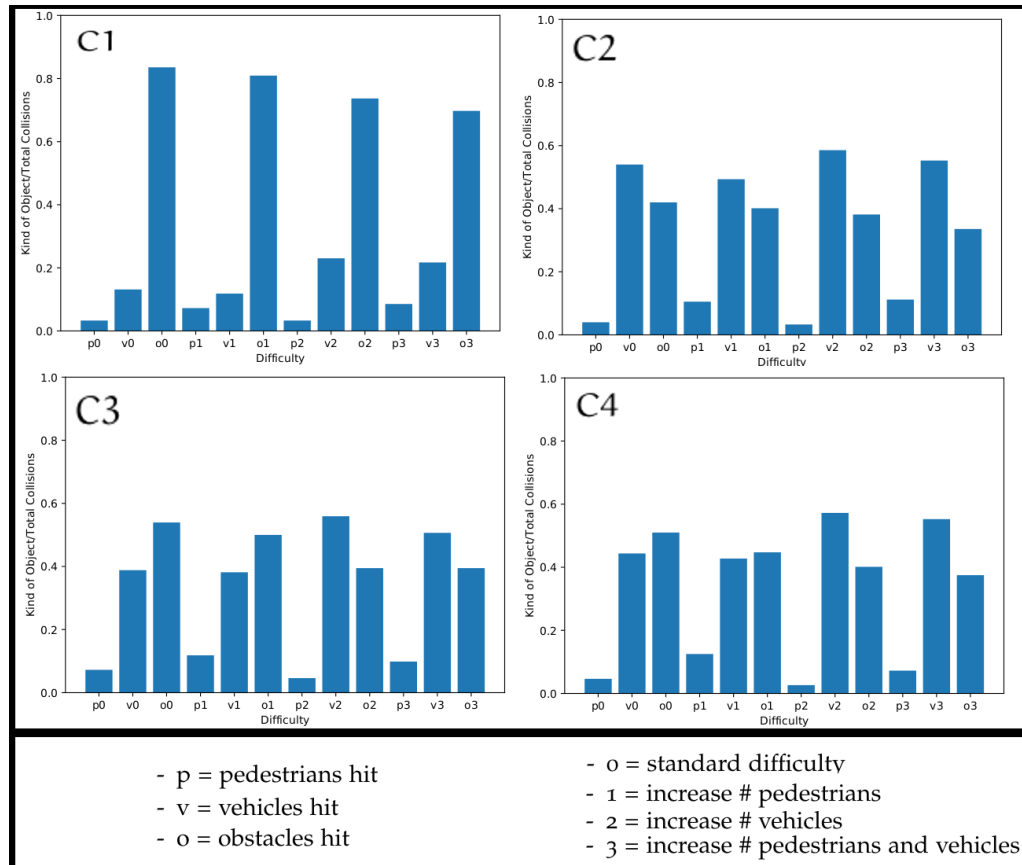 C1
Kind of Object/Total Collisions
1.0
0.8
0.6
0.4
0.2
0.0
p0 v0 o0 p1 v1 o1 p2 v2 o2 p3 v3 o3
Difficulty
C2
Kind of Object/Total Collisions
1.0
0.8
0.6
0.4
0.2
0.0
p0 v0 o0 p1 v1 o1 p2 v2 o2 p3 v3 o3
Difficulty
C3
Kind of Object/Total Collisions
1.0
0.8
0.6
0.4
0.2
0.0
p0 v0 o0 p1 v1 o1 p2 v2 o2 p3 v3 o3
Difficulty
C4
Kind of Object/Total Collisions
1.0
0.8
0.6
0.4
0.2
0.0
p0 v0 o0 p1 v1 o1 p2 v2 o2 p3 v3 o3
Difficulty
- p = pedestrians hit
- v = vehicles hit
- o = obstacles hit
- 0 = standard difficulty
- 1 = increase # pedestrians
- 2 = increase # vehicles
- 3 = increase # pedestrians and vehicles